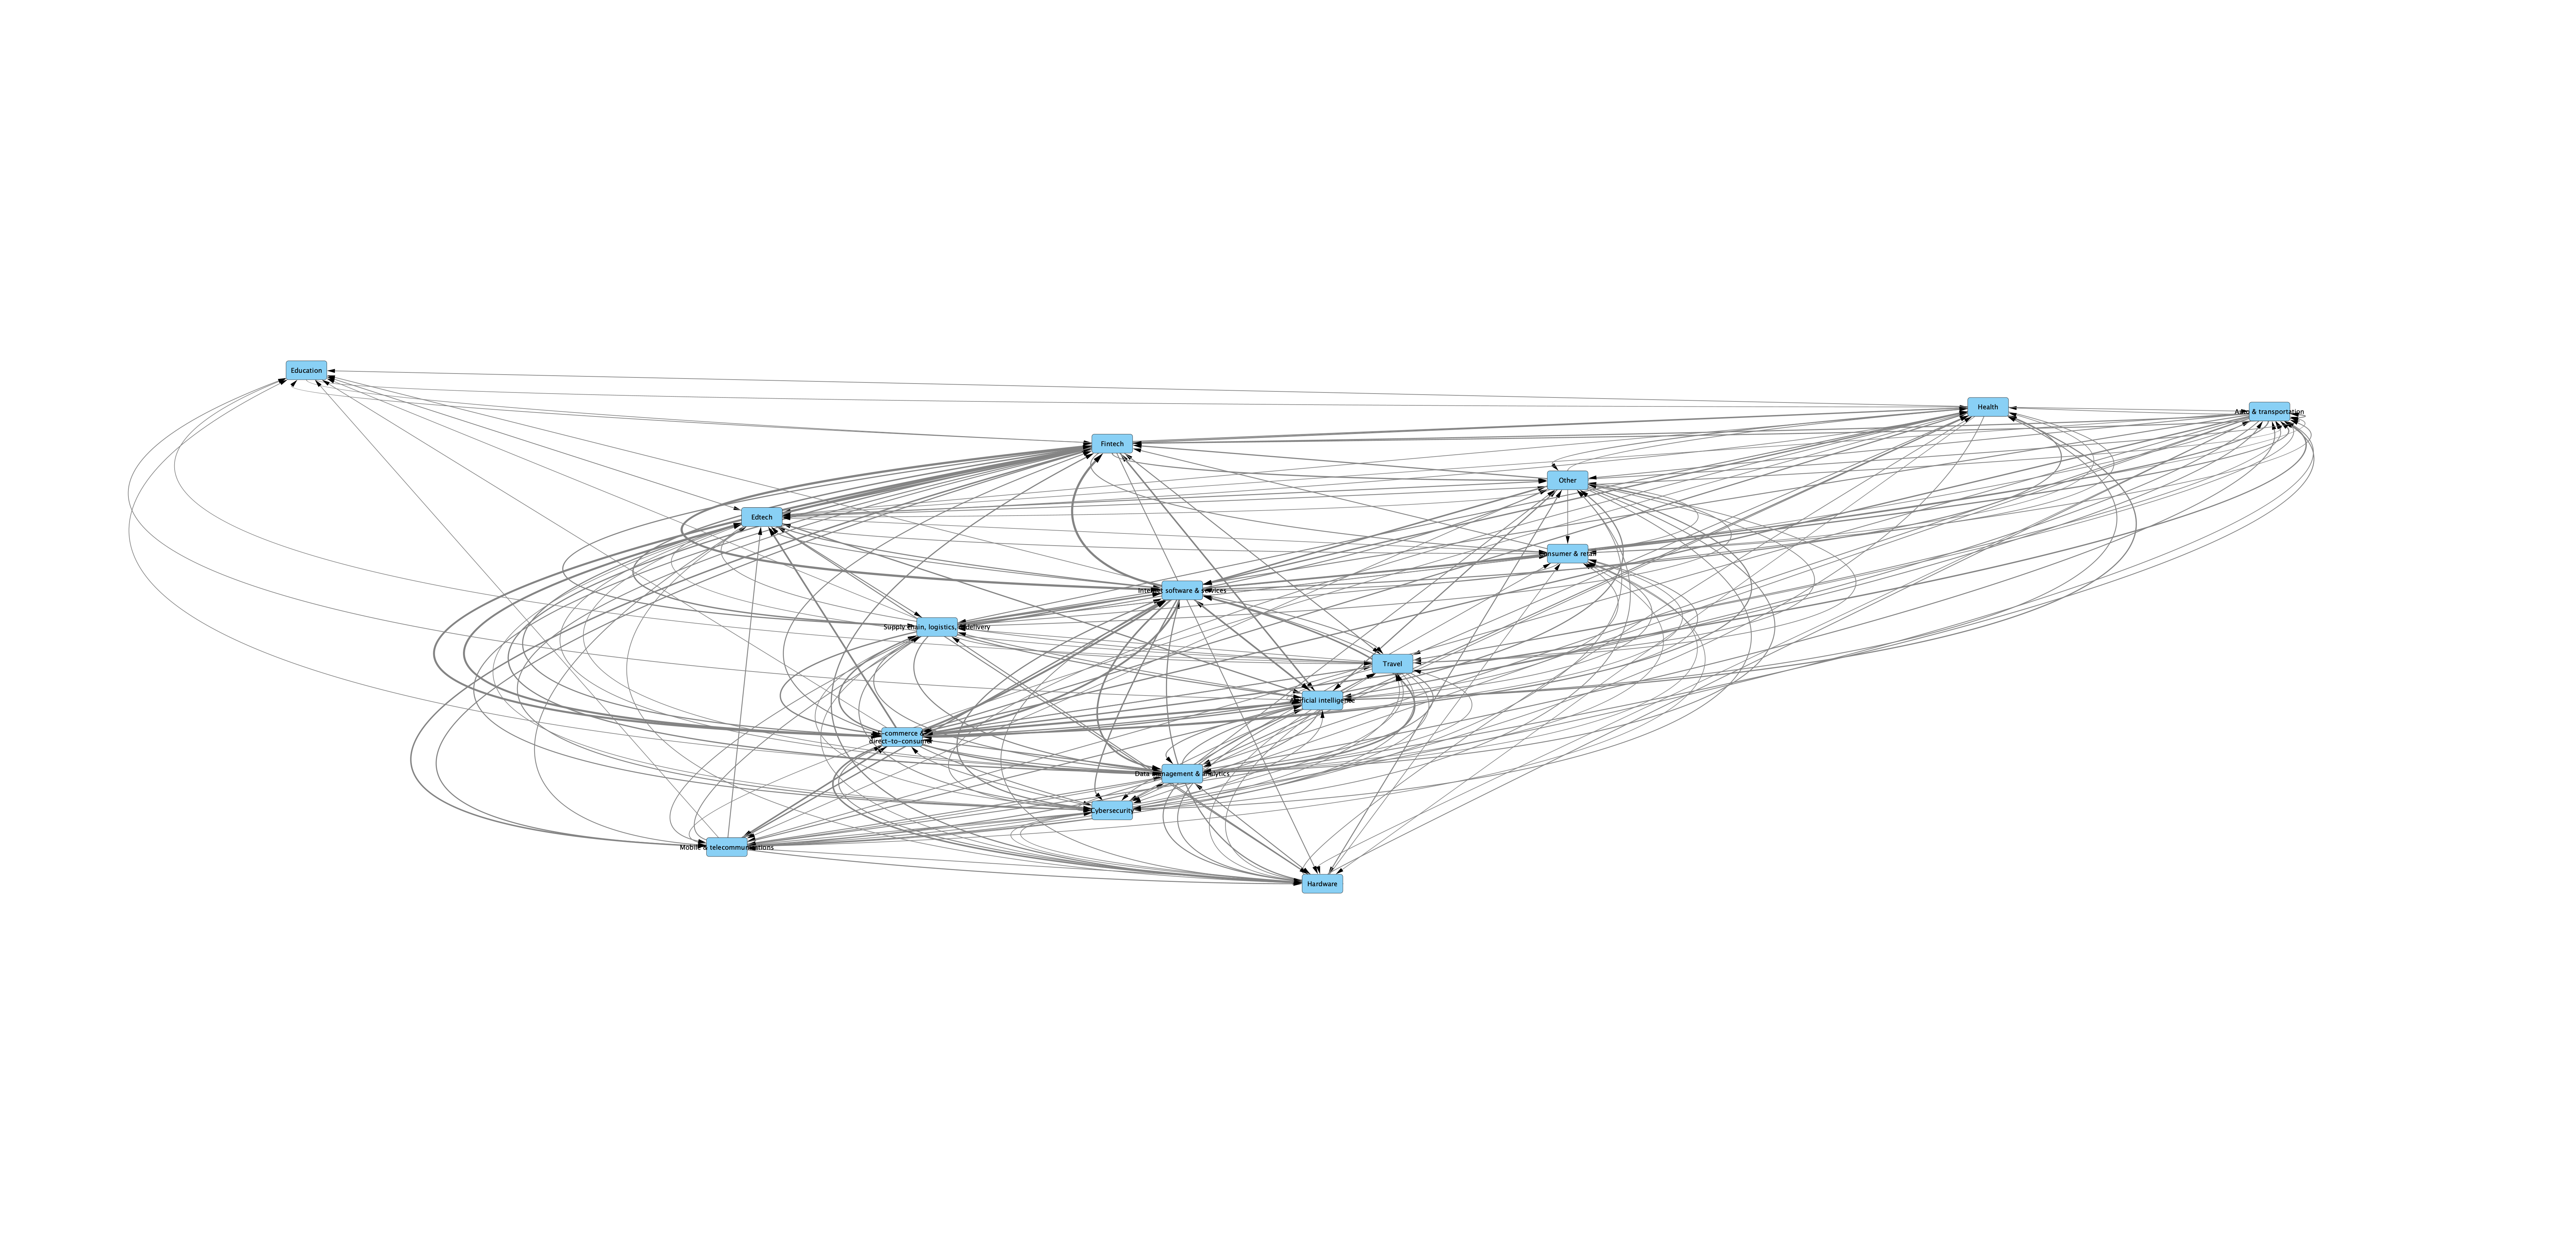 Education
Health
Auto & transportation
Fintech
Other
Edtech
Consumer & retail
Internet software & services
Supply chain, logistics, & delivery
Travel
Artificial intelligence
E-commerce &
direct-to-consumer
Data management & analytics
Cybersecurity
Mobile & telecommunications
Hardware